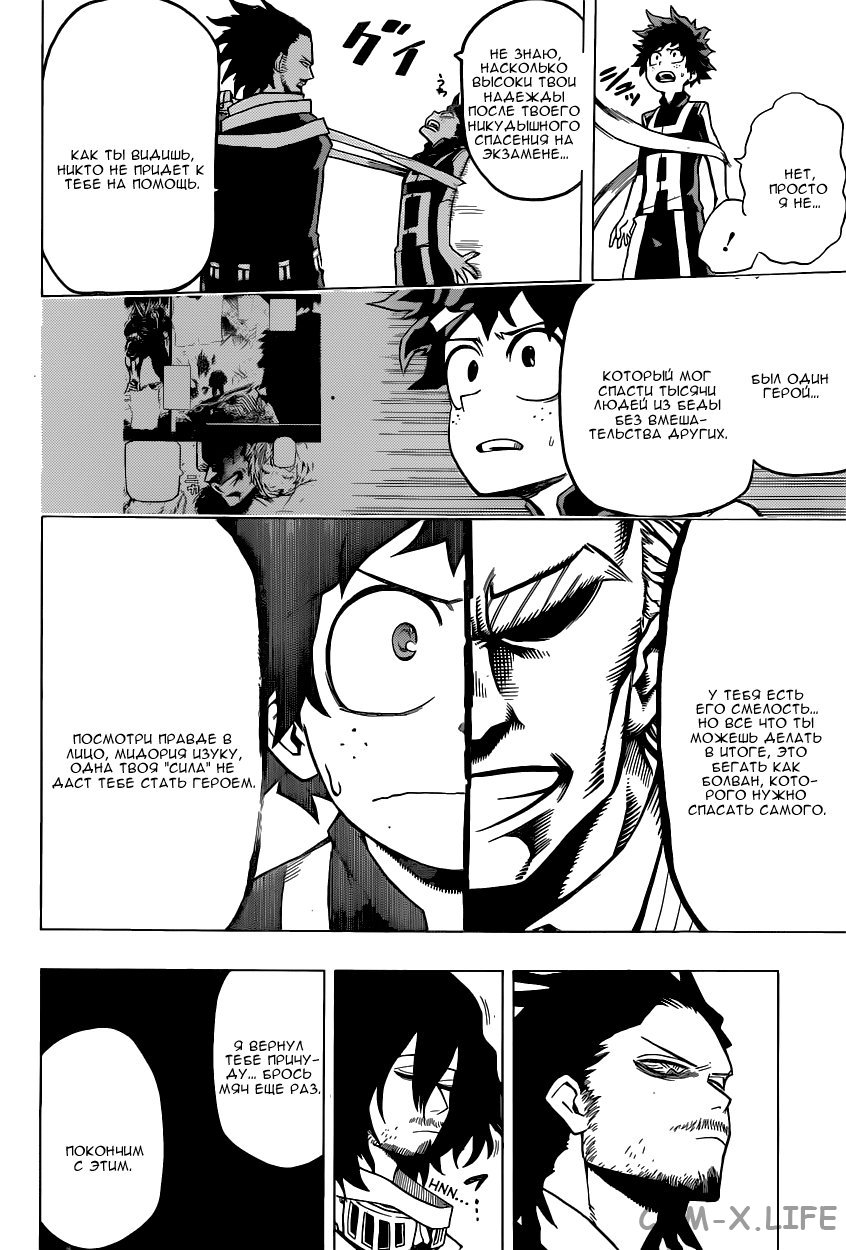 НЕТ,
ПРОСТО
Я НЕ...
!
НЕ ЗНАЮ,
НАСКОЛЬКО
ВЫСОКИ ТВОИ
НАДЕЖДЫ
ПОСЛЕ ТВОЕГО
НИКУДЫШНОГО
СПАСЕНИЯ НА
ЭКЗАМЕНЕ...
グイ
КАК ТЫ ВИДИШЬ,
НИКТО НЕ ПРИДЕТ К
ТЕБЕ НА ПОМОЩЬ.
БЫЛ ОДИН
ГЕРОЙ...
КОТОРЫЙ МОГ
СПАСТИ ТЫСЯЧИ
ЛЮДЕЙ ИЗ БЕДЫ
БЕЗ ВМЕША-
ТЕЛЬСТВА ДРУГИХ.
У ТЕБЯ ЕСТЬ
ЕГО СМЕЛОСТЬ...
НО ВСЕ ЧТО ТЫ
МОЖЕШЬ ДЕЛАТЬ
В ИТОГЕ, ЭТО
БЕГАТЬ КАК
БОЛВАН, КОТО-
РОГО НУЖНО
СПАСАТЬ САМОГО.
ПОСМОТРИ ПРАВДЕ В
ЛИЦО, МИДОРИЯ ИЗУКУ,
ОДНА ТВОЯ "СИЛА" НЕ
ДАСТ ТЕБЕ СТАТЬ ГЕРОЕМ.
HNN...
Я ВЕРНУЛ
ТЕБЕ ПРИЧУ-
ДУ... БРОСЬ
МЯЧ ЕЩЕ РАЗ.
ПОКОНЧИМ
С ЭТИМ.
COM-X.LIFE